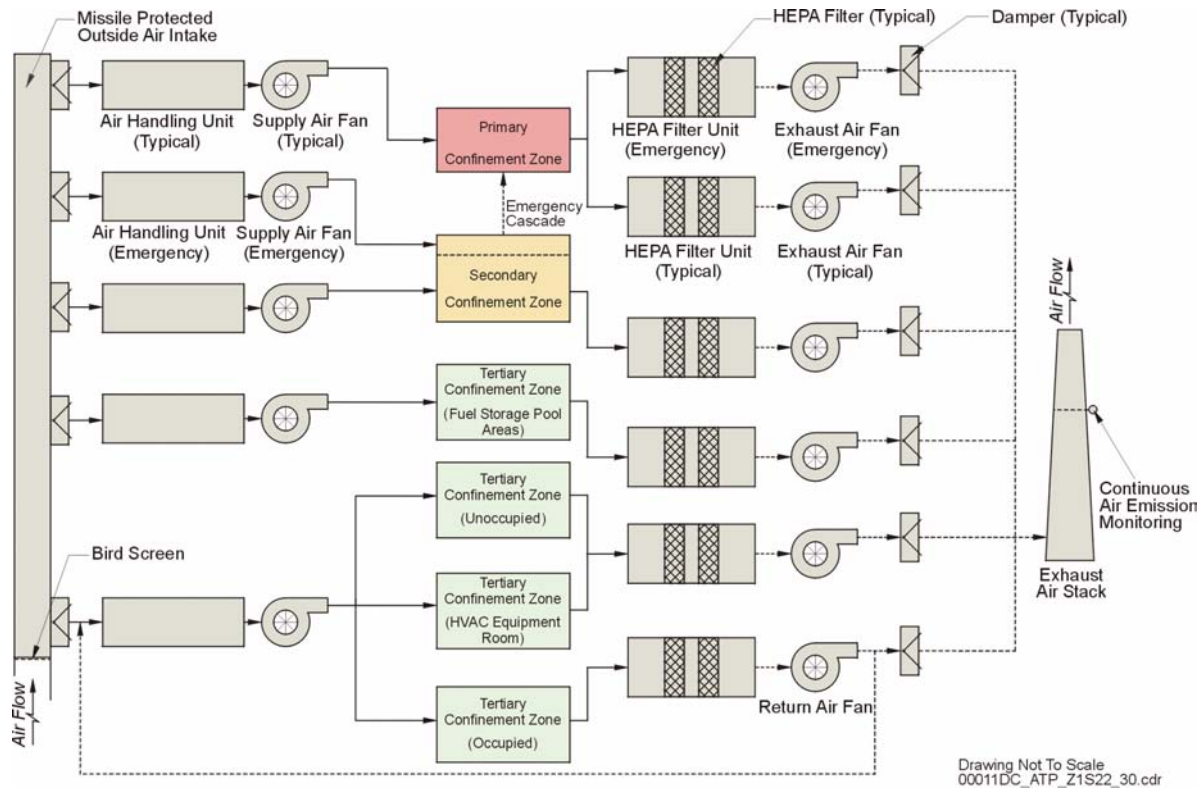 Missile Protected
Outside Air Intake
HEPA Filter (Typical)
Damper (Typical)
Air Handling Unit
(Typical)
Supply Air Fan
(Typical)
Primary
Confinement Zone
HEPA Filter Unit
(Emergency)
Exhaust Air Fan
(Emergency)
Emergency
Cascade
Air Handling Unit
(Emergency)
Supply Air Fan
(Emergency)
HEPA Filter Unit
(Typical)
Exhaust Air Fan
(Typical)
Secondary
Confinement Zone
Air Flow
Tertiary
Confinement Zone
(Fuel Storage Pool
Areas)
Tertiary
Confinement Zone
(Unoccupied)
Continuous
Air Emission
Monitoring
Bird Screen
Tertiary
Confinement Zone
(HVAC Equipment
Room)
Exhaust
Air Stack
Air Flow
Tertiary
Confinement Zone
(Occupied)
Return Air Fan
Drawing Not To Scale
00011DC_ATP_Z1S22_30.cdr